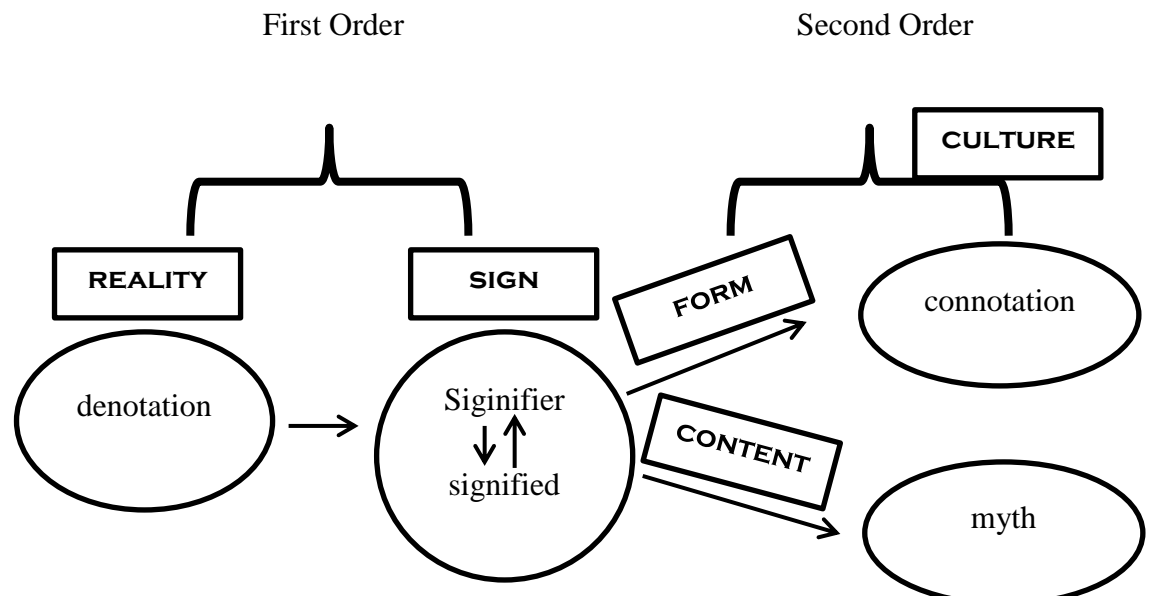 First Order
Second Order
CULTURE
REALITY
SIGN
FORM
connotation
denotation
Siginifier
signified
CONTENT
myth